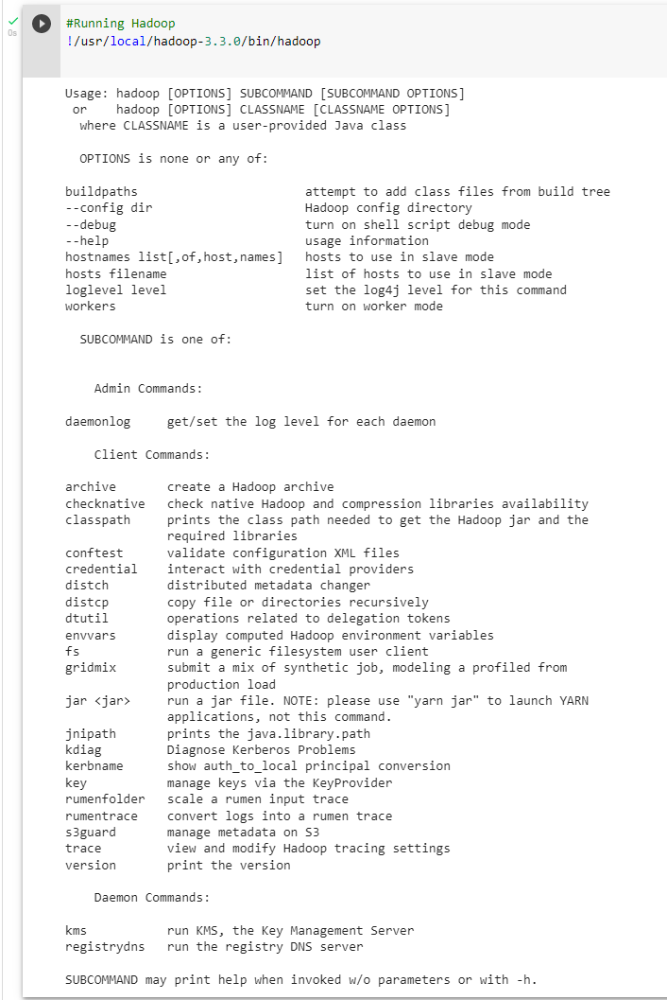 0s
#Running Hadoop
!/usr/local/hadoop-3.3.0/bin/hadoop
Usage: hadoop [OPTIONS] SUBCOMMAND [SUBCOMMAND OPTIONS]
or    hadoop [OPTIONS] CLASSNAME [CLASSNAME OPTIONS]
where CLASSNAME is a user-provided Java class
OPTIONS is none or any of:
buildpaths                       attempt to add class files from build tree
--config dir                     Hadoop config directory
--debug                          turn on shell script debug mode
--help                           usage information
hostnames list[,of,host,names]   hosts to use in slave mode
hosts filename                   list of hosts to use in slave mode
loglevel level                   set the log4j level for this command
workers                          turn on worker mode
SUBCOMMAND is one of:
Admin Commands:
daemonlog     get/set the log level for each daemon
Client Commands:
archive       create a Hadoop archive
checknative   check native Hadoop and compression libraries availability
classpath     prints the class path needed to get the Hadoop jar and the
required libraries
conftest      validate configuration XML files
credential    interact with credential providers
distch        distributed metadata changer
distcp        copy file or directories recursively
dtutil        operations related to delegation tokens
envvars       display computed Hadoop environment variables
fs            run a generic filesystem user client
gridmix       submit a mix of synthetic job, modeling a profiled from
production load
jar <jar>     run a jar file. NOTE: please use "yarn jar" to launch YARN
applications, not this command.
jnipath       prints the java.library.path
kdiag         Diagnose Kerberos Problems
kerbname      show auth_to_local principal conversion
key           manage keys via the KeyProvider
rumenfolder   scale a rumen input trace
rumentrace    convert logs into a rumen trace
s3guard       manage metadata on S3
trace         view and modify Hadoop tracing settings
version       print the version
Daemon Commands:
kms           run KMS, the Key Management Server
registrydns   run the registry DNS server
SUBCOMMAND may print help when invoked w/o parameters or with -h.